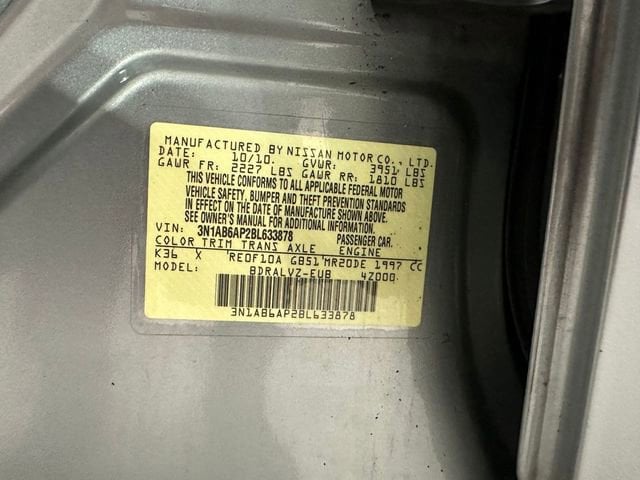 MANUFACTURED BY NISSAN MOTOR CO., LTD.
DATE: 10/10. GVWR: 3951 LBS
GAWR FR: 2227 LBS GAWR RR: 1810 LBS
THIS VEHICLE CONFORMS TO ALL APPLICABLE FEDERAL MOTOR
VEHICLE SAFETY, BUMPER AND THEFT PREVENTION STANDARDS
IN EFFECT ON THE DATE OF MANUFACTURE SHOWN ABOVE.
SEE OWNER'S MANUAL FOR ADDITIONAL INFORMATION.
VIN: 3N1AB6AP2BL633878 PASSENGER CAR.
COLOR TRIM TRANS AXLE ENGINE
K36 X RE0F10A GB51 MR20DE 1997 CC
MODEL: BDRALVZ-EUB 4Z000
3N1AB6AP2BL633878